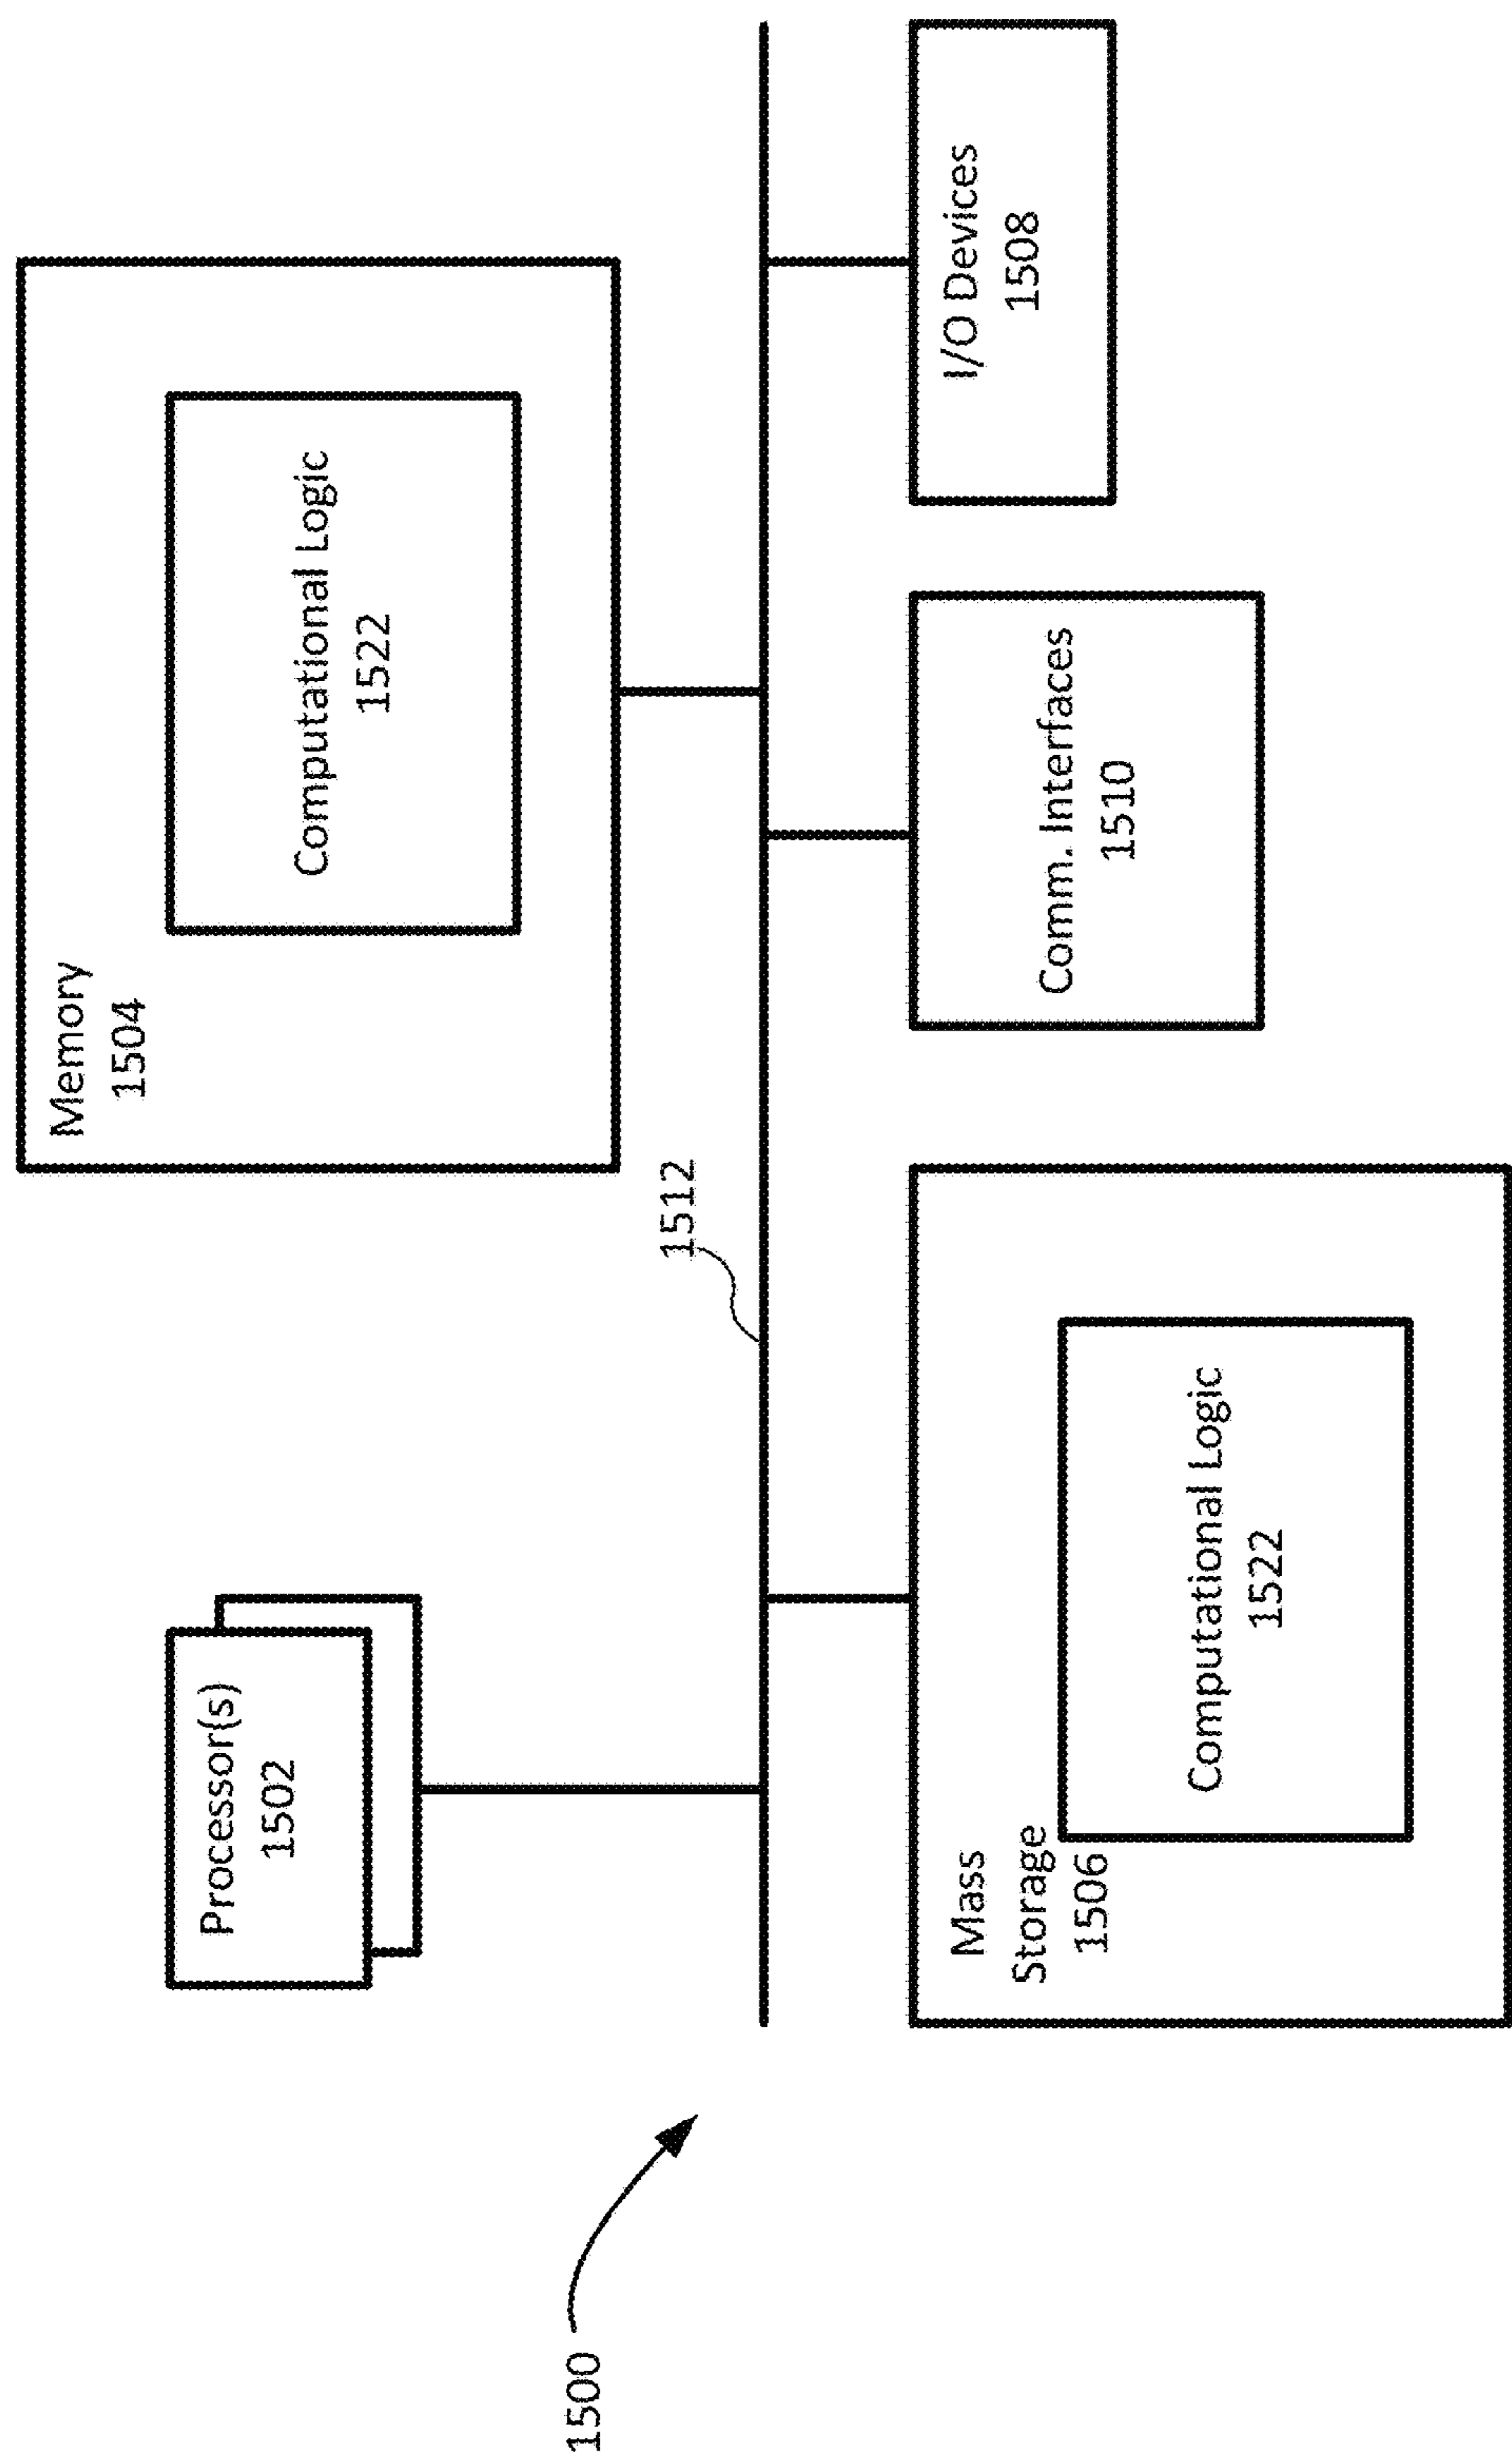 Processor(s)
1502
Memory
1504
Computational Logic
1522
1512
Mass
Storage
1506
Computational Logic
1522
Comm. Interfaces
1510
I/O Devices
1508
1500